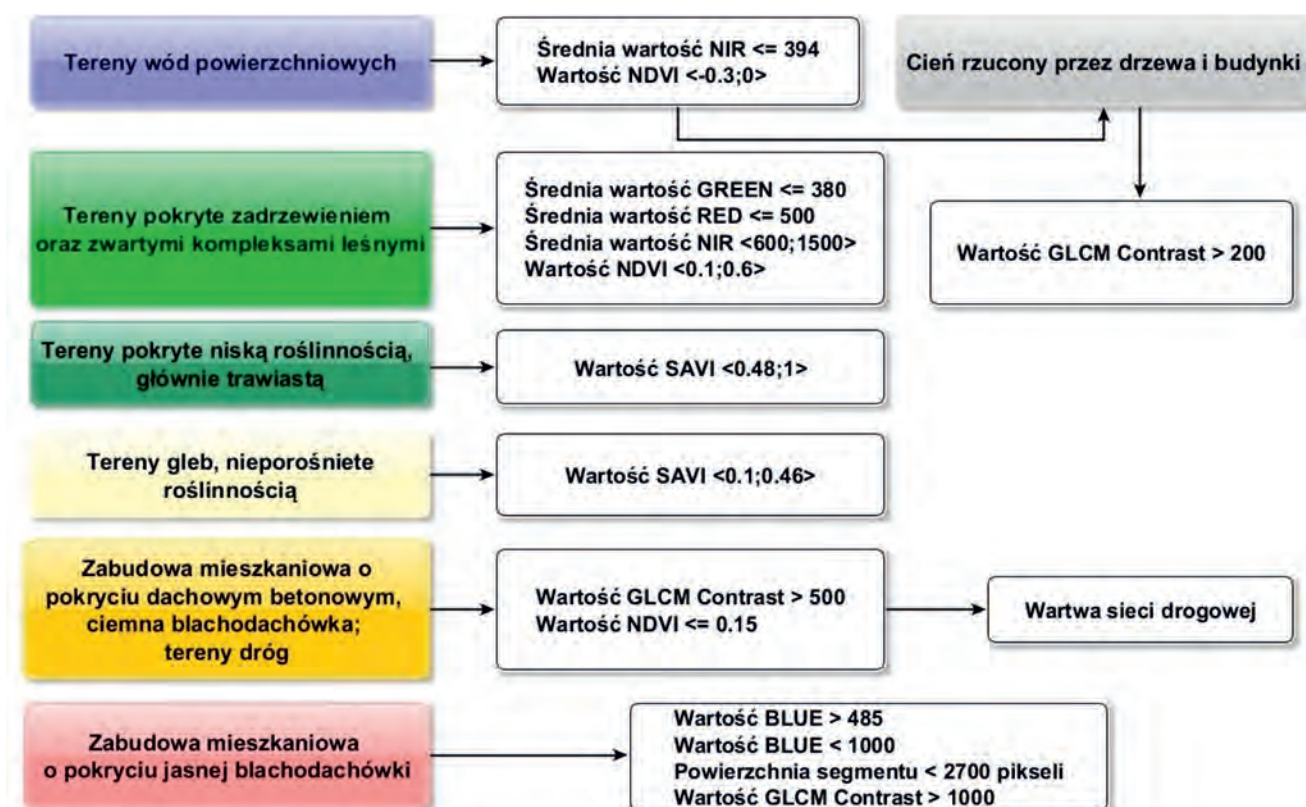 Tereny wód powierzchniowych
Średnia wartość NIR <= 394
Wartość NDVI <-0.3;0>
Cień rzucony przez drzewa i budynki
Wartość GLCM Contrast > 200
Tereny pokryte zadrzewieniem
oraz zwartymi kompleksami leśnymi
Średnia wartość GREEN <= 380
Średnia wartość RED <= 500
Średnia wartość NIR <600;1500>
Wartość NDVI <0.1;0.6>
Tereny pokryte niską roślinnością,
głównie trawiastą
Wartość SAVI <0.48;1>
Tereny gleb, nieporośniete
roślinnością
Wartość SAVI <0.1;0.46>
Zabudowa mieszkaniowa o
pokryciu dachowym betonowym,
ciemna blachodachówka;
tereny dróg
Wartość GLCM Contrast > 500
Wartość NDVI <= 0.15
Wartwa sieci drogowej
Zabudowa mieszkaniowa
o pokryciu jasnej blachodachówki
Wartość BLUE > 485
Wartość BLUE < 1000
Powierzchnia segmentu < 2700 pikseli
Wartość GLCM Contrast > 1000